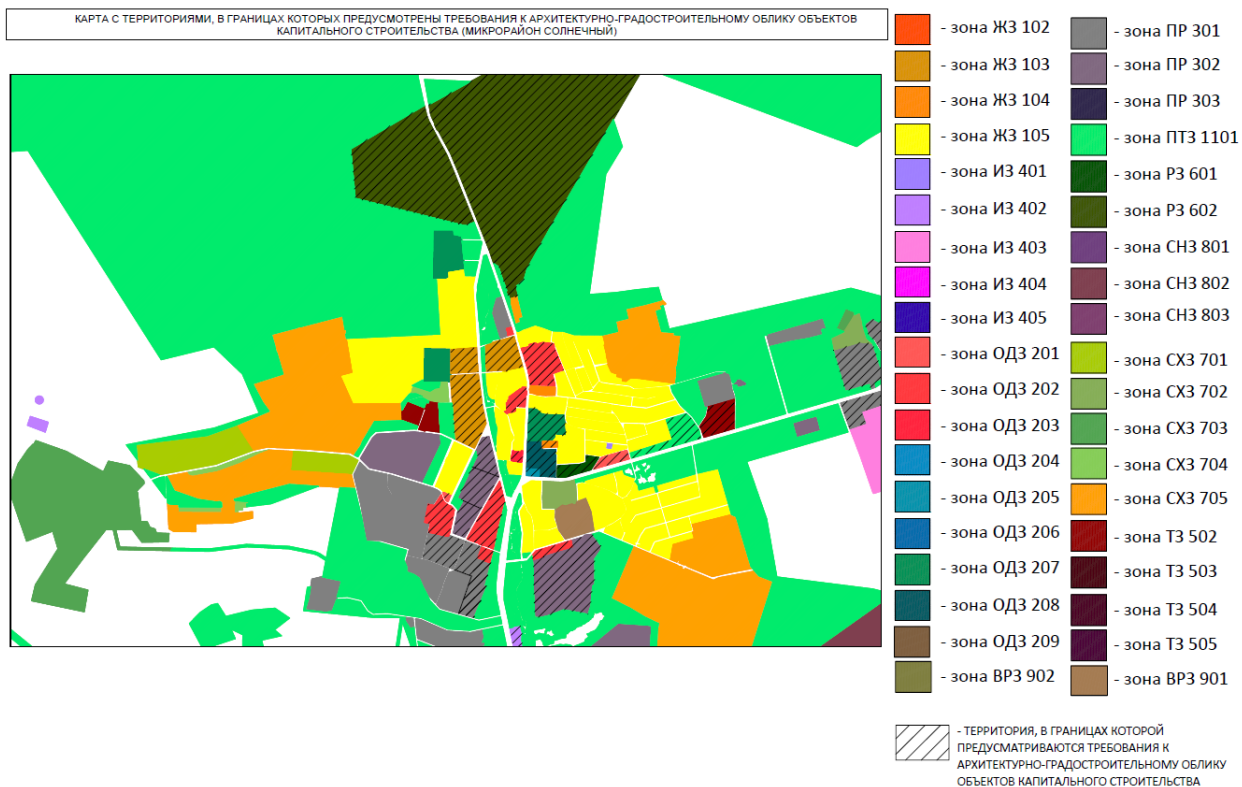 КАРТА С ТЕРРИТОРИЯМИ, В ГРАНИЦАХ КОТОРЫХ ПРЕДУСМОТРЕНЫ ТРЕБОВАНИЯ К АРХИТЕКТУРНО-ГРАДОСТРОИТЕЛЬНОМУ ОБЛИКУ ОБЪЕКТОВ
КАПИТАЛЬНОГО СТРОИТЕЛЬСТВА (МИКРОРАЙОН СОЛНЕЧНЫЙ)
- зона ЖЗ 102
- зона ЖЗ 103
- зона ЖЗ 104
- зона ЖЗ 105
- зона ИЗ 401
- зона ИЗ 402
- зона ИЗ 403
- зона ИЗ 404
- зона ИЗ 405
- зона ОДЗ 201
- зона ОДЗ 202
- зона ОДЗ 203
- зона ОДЗ 204
- зона ОДЗ 205
- зона ОДЗ 206
- зона ОДЗ 207
- зона ОДЗ 208
- зона ОДЗ 209
- зона ВРЗ 902
- зона ПР 301
- зона ПР 302
- зона ПР 303
- зона ПТЗ 1101
- зона РЗ 601
- зона РЗ 602
- зона СНЗ 801
- зона СНЗ 802
- зона СНЗ 803
- зона СХЗ 701
- зона СХЗ 702
- зона СХЗ 703
- зона СХЗ 704
- зона СХЗ 705
- зона ТЗ 502
- зона ТЗ 503
- зона ТЗ 504
- зона ТЗ 505
- зона ВРЗ 901
- ТЕРРИТОРИЯ, В ГРАНИЦАХ КОТОРОЙ
ПРЕДУСМАТРИВАЮТСЯ ТРЕБОВАНИЯ К
АРХИТЕКТУРНО-ГРАДОСТРОИТЕЛЬНОМУ ОБЛИКУ
ОБЪЕКТОВ КАПИТАЛЬНОГО СТРОИТЕЛЬСТВА